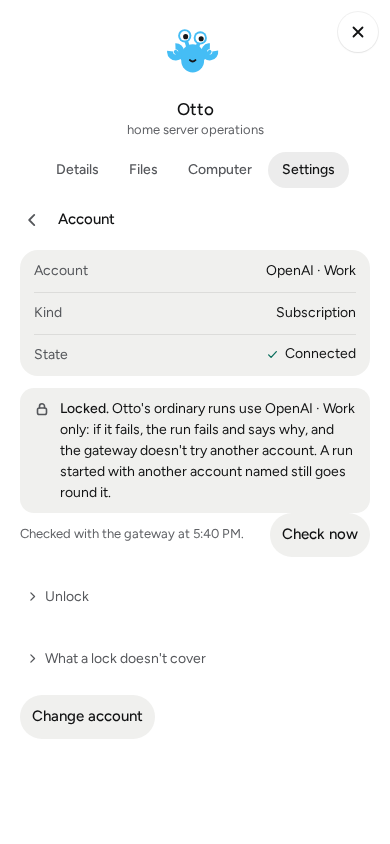 Otto
home server operations
Details Files Computer Settings
Account
Account OpenAI · Work
Kind Subscription
State Connected
Locked. Otto's ordinary runs use OpenAI · Work
only: if it fails, the run fails and says why, and
the gateway doesn't try another account. A run
started with another account named still goes
round it.
Checked with the gateway at 5:40 PM. Check now
Unlock
What a lock doesn't cover
Change account